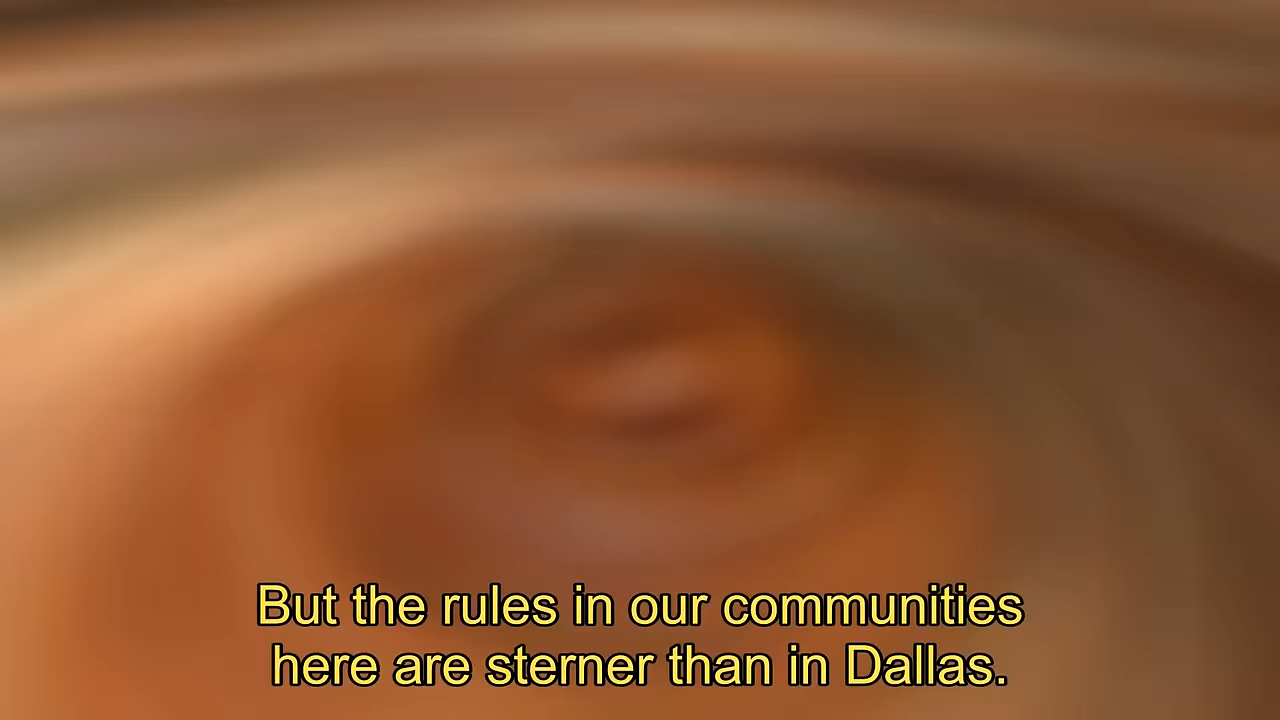 But the rules in our communities
here are sterner than in Dallas.